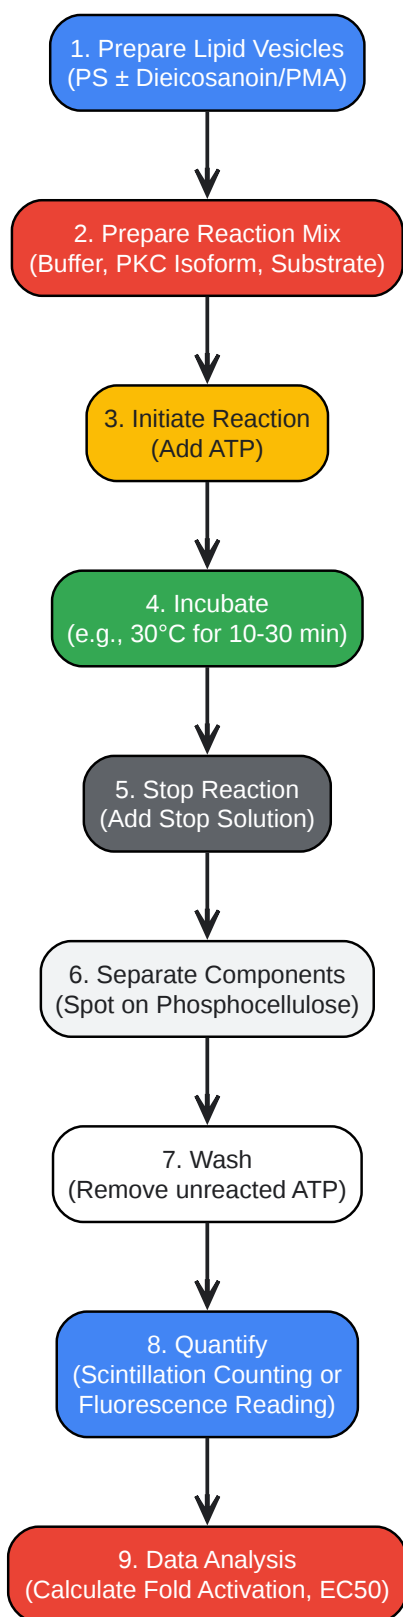 1. Prepare Lipid Vesicles
(PS ± Dieicosanoin/PMA)
2. Prepare Reaction Mix
(Buffer, PKC Isoform, Substrate)
3. Initiate Reaction
(Add ATP)
4. Incubate
(e.g., 30°C for 10-30 min)
5. Stop Reaction
(Add Stop Solution)
6. Separate Components
(Spot on Phosphocellulose)
7. Wash
(Remove unreacted ATP)
8. Quantify
(Scintillation Counting or
Fluorescence Reading)
9. Data Analysis
(Calculate Fold Activation, EC50)